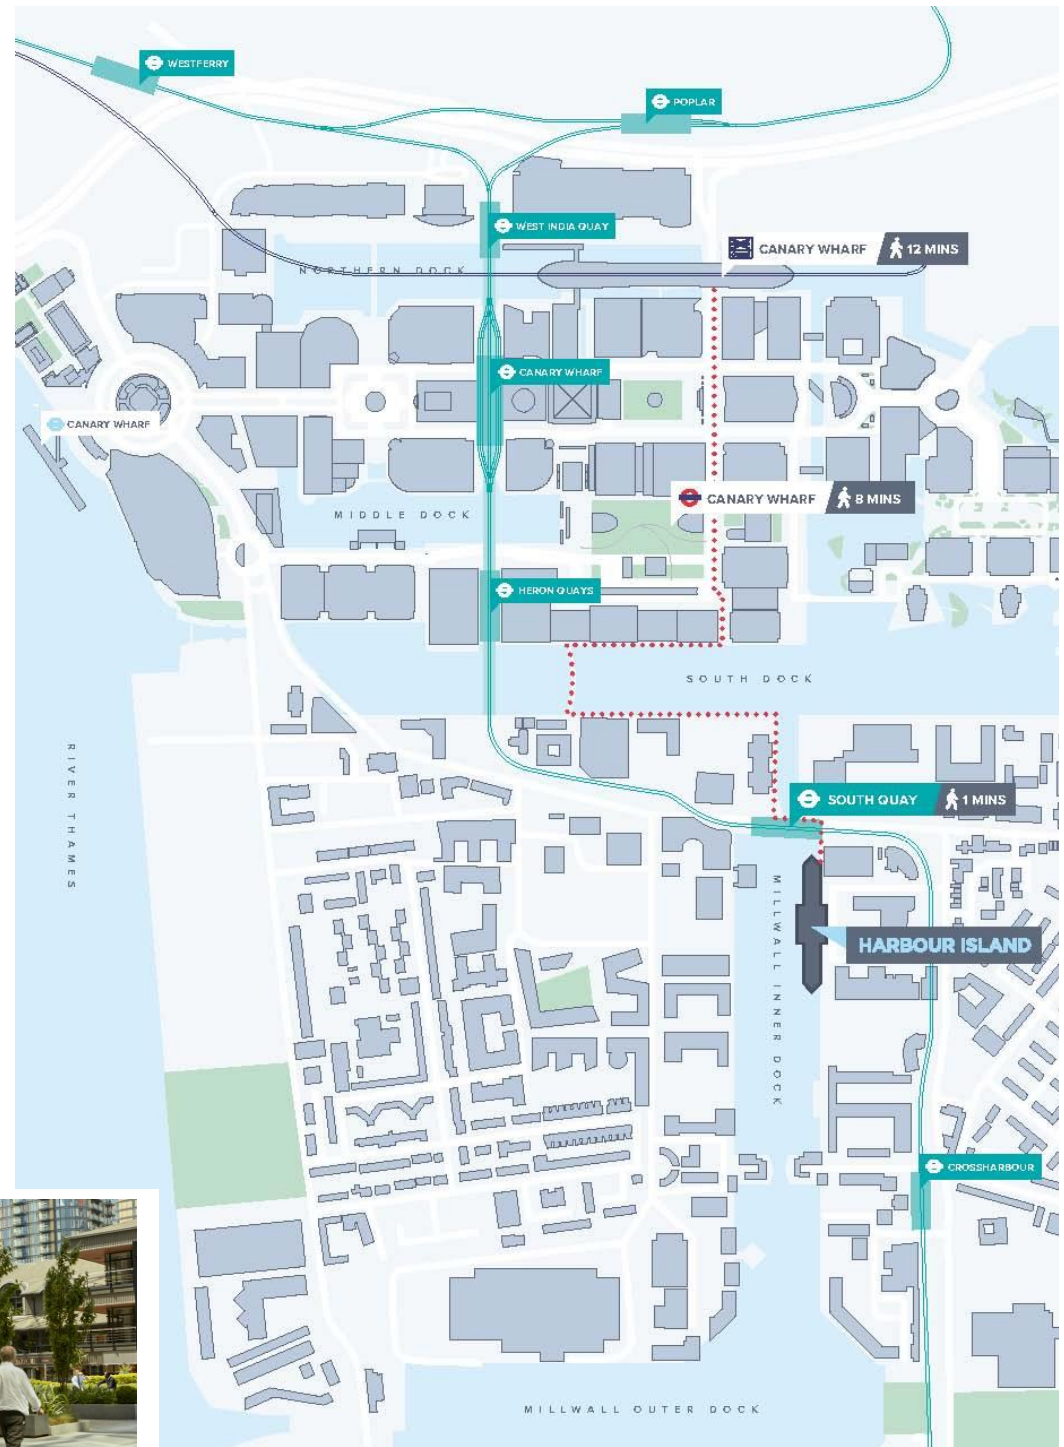 WESTFERRY
POPLAR
WEST INDIA QUAY
CANARY WHARF 12 MINS
NORTHERN DOCK
CANARY WHARF
CANARY WHARF
CANARY WHARF 8 MINS
MIDDLE DOCK
HERON QUAYS
SOUTH DOCK
RIVER THAMES
SOUTH QUAY 1 MINS
MILLWALL INNER DOCK
HARBOUR ISLAND
CROSSHARBOUR
MILLWALL OUTER DOCK